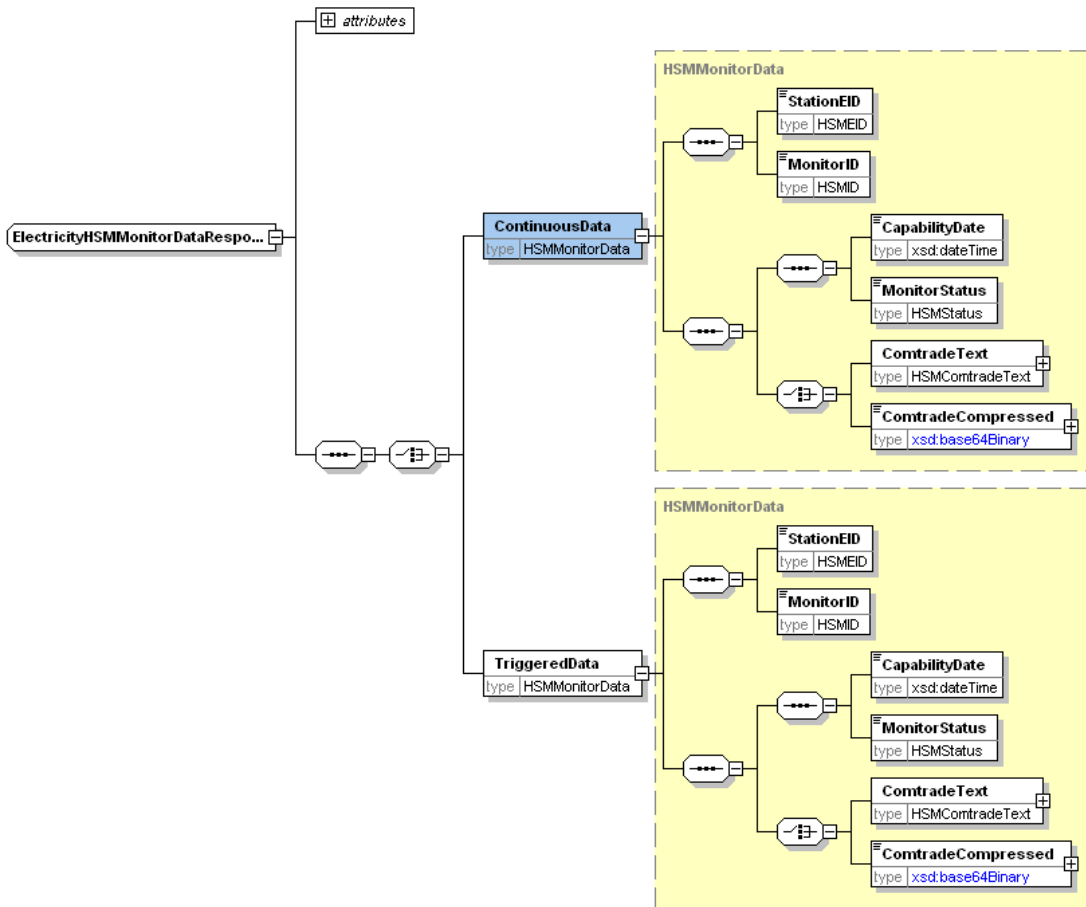 attributes
ElectricityHSMMonitorDataRespo...
HSMMonitorData
StationEID
type HSMEID
MonitorID
type HSMID
ContinuousData
type HSMMonitorData
CapabilityDate
type xsd:dateTime
MonitorStatus
type HSMStatus
ComtradeText
type HSMComtradeText
ComtradeCompressed
type xsd:base64Binary
HSMMonitorData
StationEID
type HSMEID
MonitorID
type HSMID
TriggeredData
type HSMMonitorData
CapabilityDate
type xsd:dateTime
MonitorStatus
type HSMStatus
ComtradeText
type HSMComtradeText
ComtradeCompressed
type xsd:base64Binary